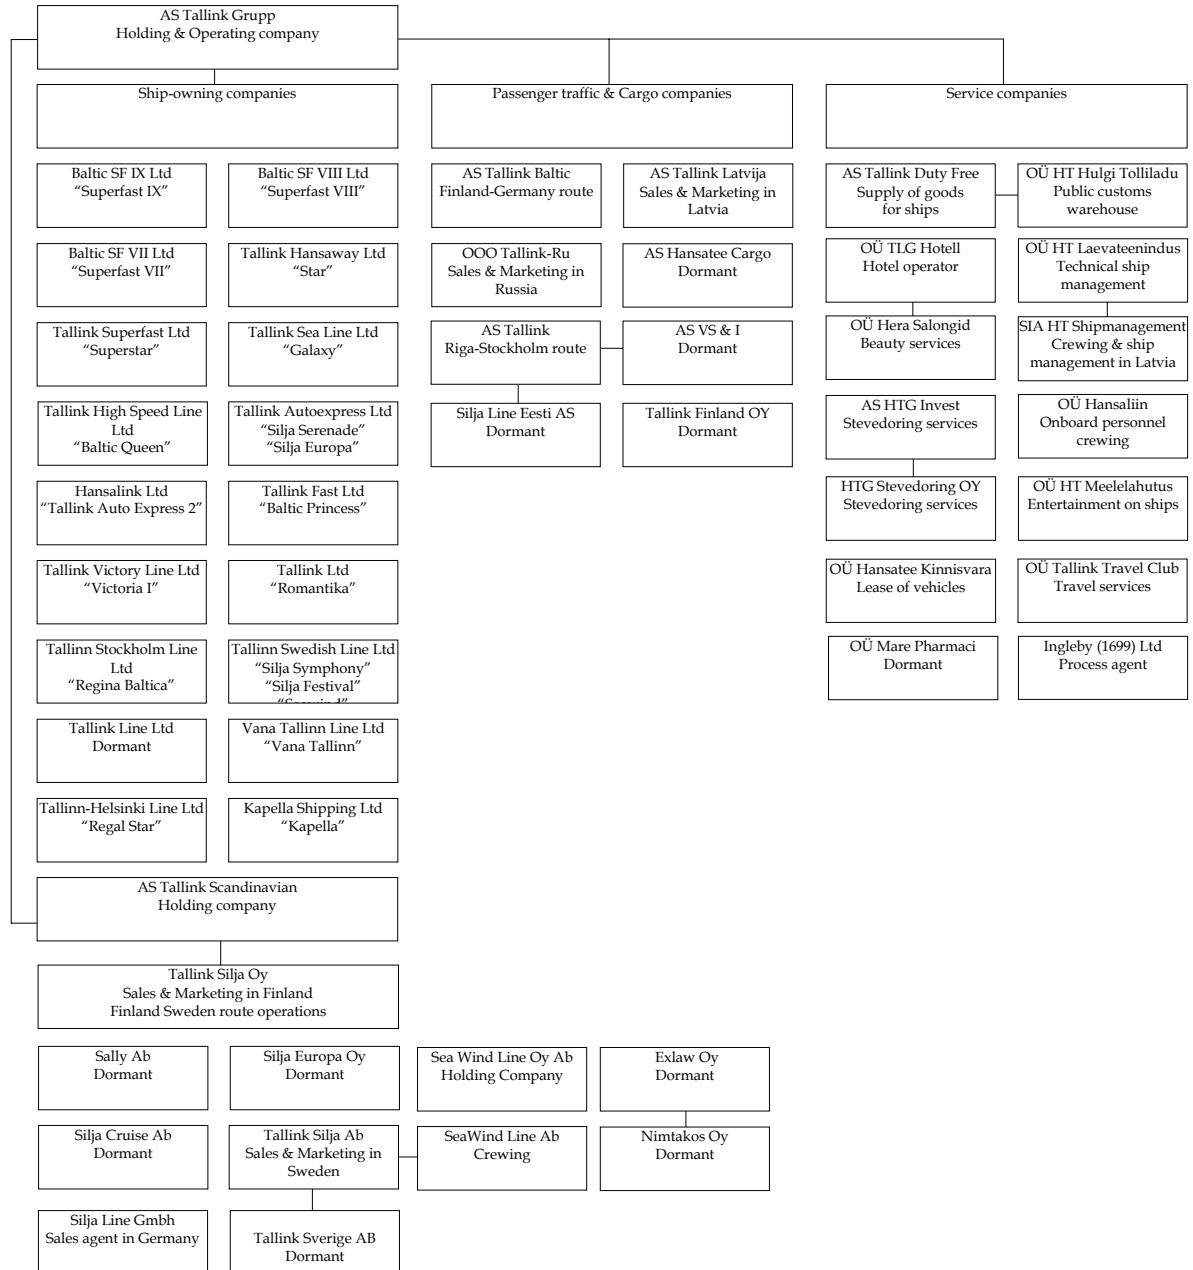 AS Tallink Grupp
Holding & Operating company
Ship-owning companies
Passenger traffic & Cargo companies
Service companies
Baltic SF IX Ltd
“Superfast IX”
Baltic SF VIII Ltd
“Superfast VIII”
AS Tallink Baltic
Finland-Germany route
AS Tallink Latvija
Sales & Marketing in
Latvia
AS Tallink Duty Free
Supply of goods
for ships
OÜ HT Hulgi Tolliladu
Public customs
warehouse
Baltic SF VII Ltd
“Superfast VII”
Tallink Hansaway Ltd
“Star”
OOO Tallink-Ru
Sales & Marketing in
Russia
AS Hansatee Cargo
Dormant
OÜ TLG Hotell
Hotel operator
OÜ HT Laevateenindus
Technical ship
management
Tallink Superfast Ltd
“Superstar”
Tallink Sea Line Ltd
“Galaxy”
AS Tallink
Riga-Stockholm route
AS VS & I
Dormant
OÜ Hera Salongid
Beauty services
SIA HT Shipmanagement
Crewing & ship
management in Latvia
Tallink High Speed Line
Ltd
“Baltic Queen”
Tallink Autoexpress Ltd
“Silja Serenade”
“Silja Europa”
Silja Line Eesti AS
Dormant
Tallink Finland OY
Dormant
AS HTG Invest
Stevedoring services
OÜ Hansaliin
Onboard personnel
crewing
Hansalink Ltd
“Tallink Auto Express 2”
Tallink Fast Ltd
“Baltic Princess”
HTG Stevedoring OY
Stevedoring services
OÜ HT Meelelahutus
Entertainment on ships
Tallink Victory Line Ltd
“Victoria I”
Tallink Ltd
“Romantika”
OÜ Hansatee Kinnisvara
Lease of vehicles
OÜ Tallink Travel Club
Travel services
Tallinn Stockholm Line
Ltd
“Regina Baltica”
Tallinn Swedish Line Ltd
“Silja Symphony”
“Silja Festival”
OÜ Mare Pharmaci
Dormant
Ingleby (1699) Ltd
Process agent
Tallink Line Ltd
Dormant
Vana Tallinn Line Ltd
“Vana Tallinn”
Tallinn-Helsinki Line Ltd
“Regal Star”
Kapella Shipping Ltd
“Kapella”
AS Tallink Scandinavian
Holding company
Tallink Silja Oy
Sales & Marketing in Finland
Finland Sweden route operations
Sally Ab
Dormant
Silja Europa Oy
Dormant
Sea Wind Line Oy Ab
Holding Company
Exlaw Oy
Dormant
Silja Cruise Ab
Dormant
Tallink Silja Ab
Sales & Marketing in
Sweden
SeaWind Line Ab
Crewing
Nimtakos Oy
Dormant
Silja Line Gmbh
Sales agent in Germany
Tallink Sverige AB
Dormant